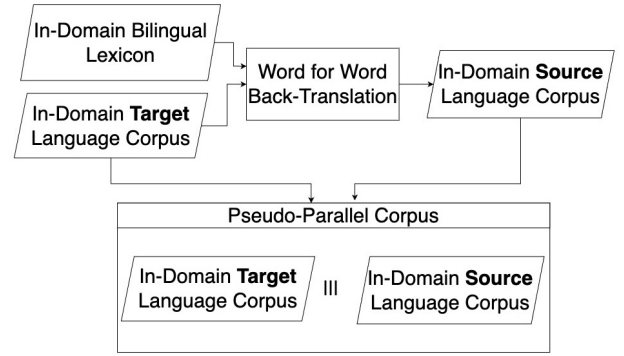 In-Domain Bilingual
Lexicon
In-Domain Target
Language Corpus
Word for Word
Back-Translation
In-Domain Source
Language Corpus
Pseudo-Parallel Corpus
In-Domain Target
Language Corpus
|||
In-Domain Source
Language Corpus